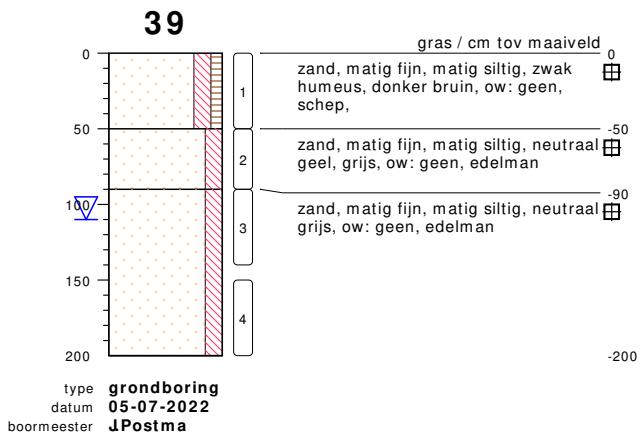 39
gras / cm tov maaiveld
0
0
zand, matig fijn, matig siltig, zwak
humeus, donker bruin, ow: geen,
schep,
1
50
-50
zand, matig fijn, matig siltig, neutraal
geel, grijs, ow: geen, edelman
2
-90
100
zand, matig fijn, matig siltig, neutraal
grijs, ow: geen, edelman
3
150
4
200
-200
type grondboring
datum 05-07-2022
boormeester J.Postma